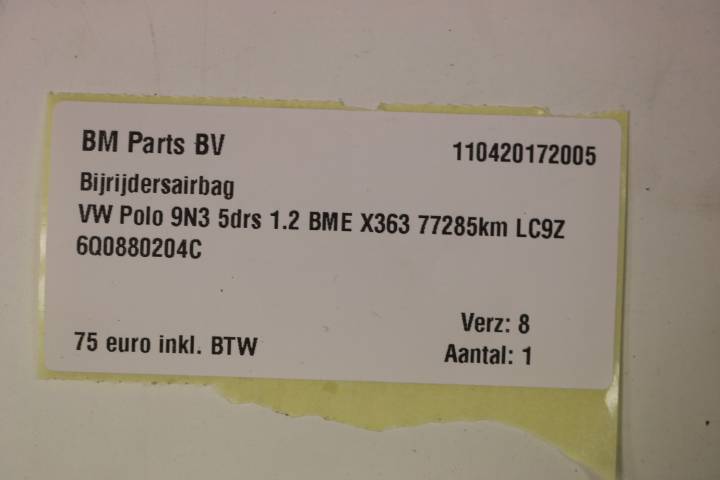 BM Parts BV
110420172005
Bijrijdersairbag
VW Polo 9N3 5drs 1.2 BME X363 77285km LC9Z
6Q0880204C
Verz: 8
75 euro inkl. BTW
Aantal: 1